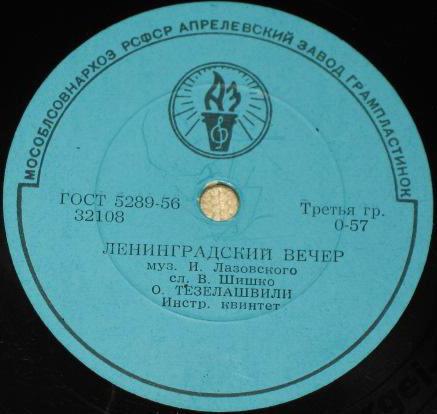 МОСОБЛСОВНАРХОЗ РСФСР АПРЕЛЕВСКИЙ ЗАВОД ГРАМПЛАСТИНОК
АЗ
ГОСТ 5289-56
32108
Третья гр.
0-57
ЛЕНИНГРАДСКИЙ ВЕЧЕР
муз. И. Лазовского
сл. В. Шишко
О. ТЕЗЕЛАШВИЛИ
Инстр. квинтет